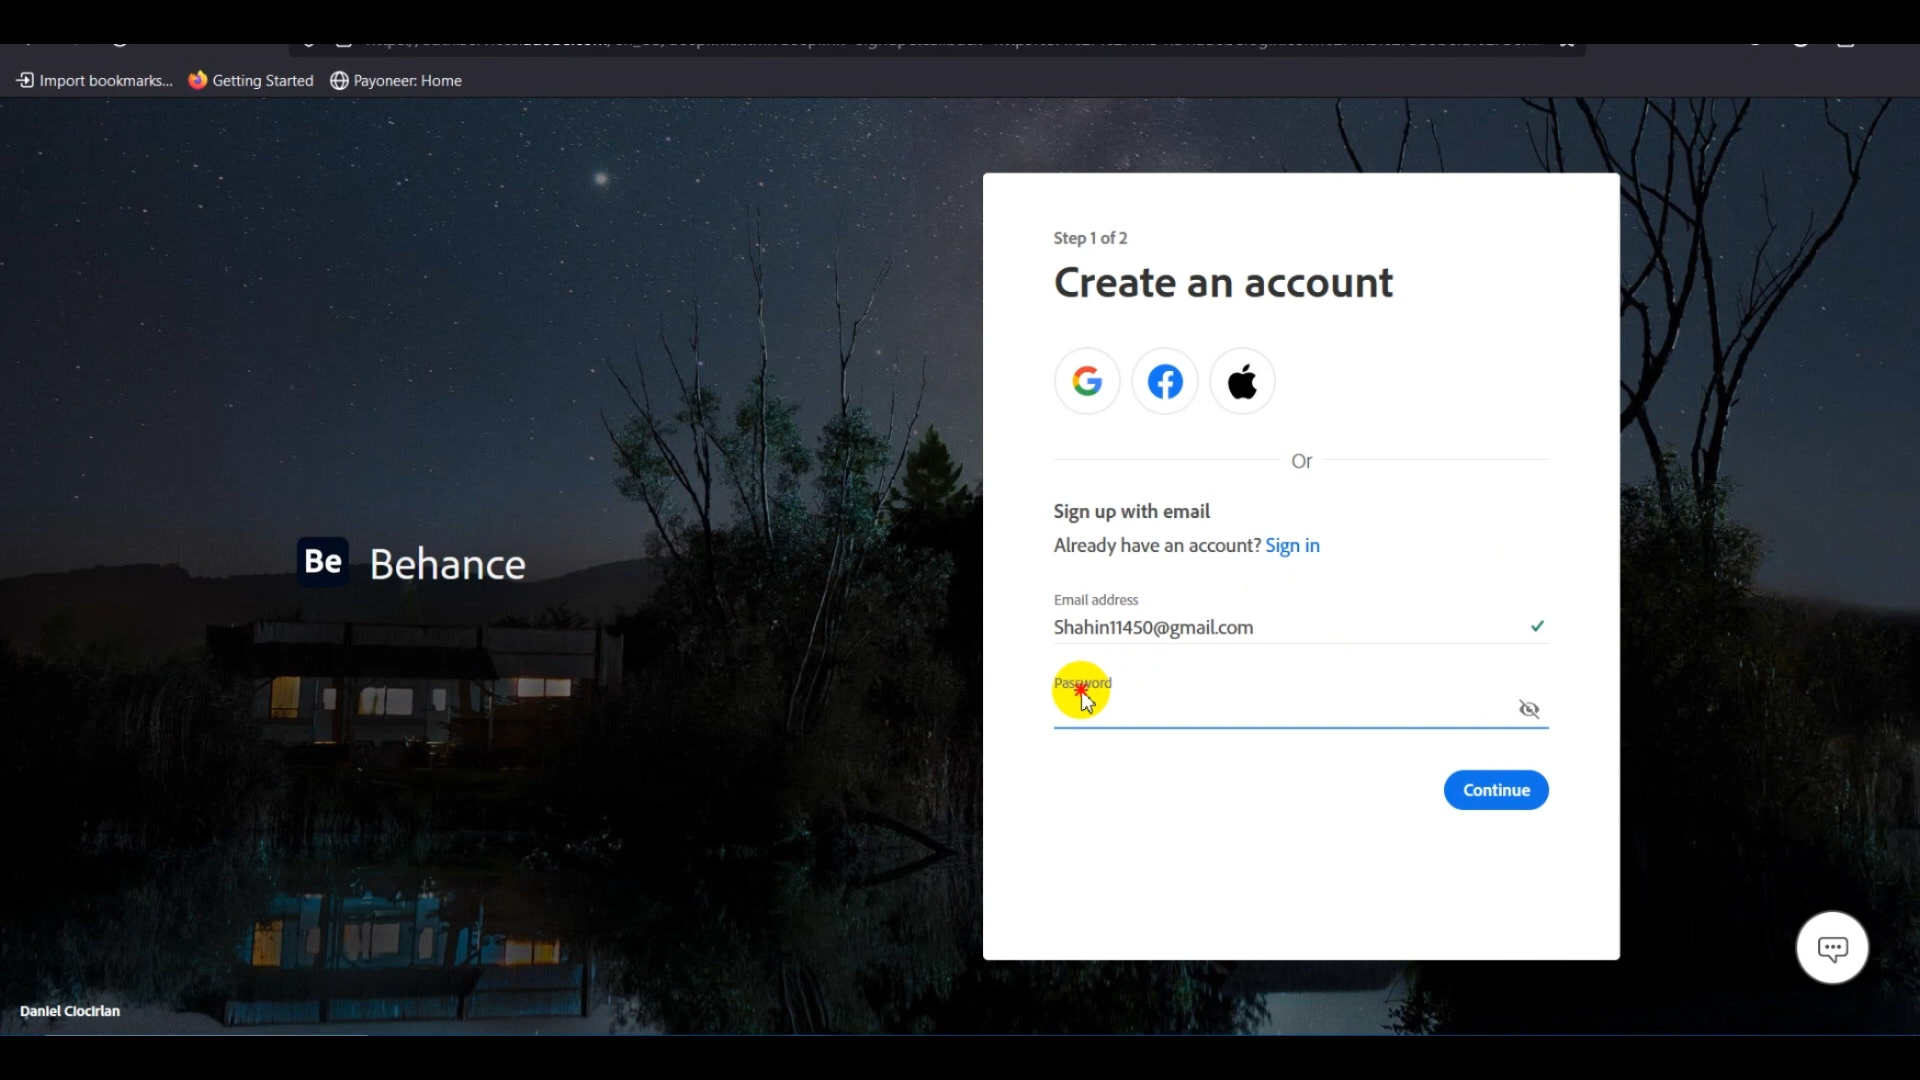 Import bookmarks... Getting Started Payoneer: Home
Step 1 of 2
Create an account
Or
Sign up with email
Already have an account? Sign in
Be Behance
Email address
Shahin11450@gmail.com
Password
Continue
Daniel Ciocirlan